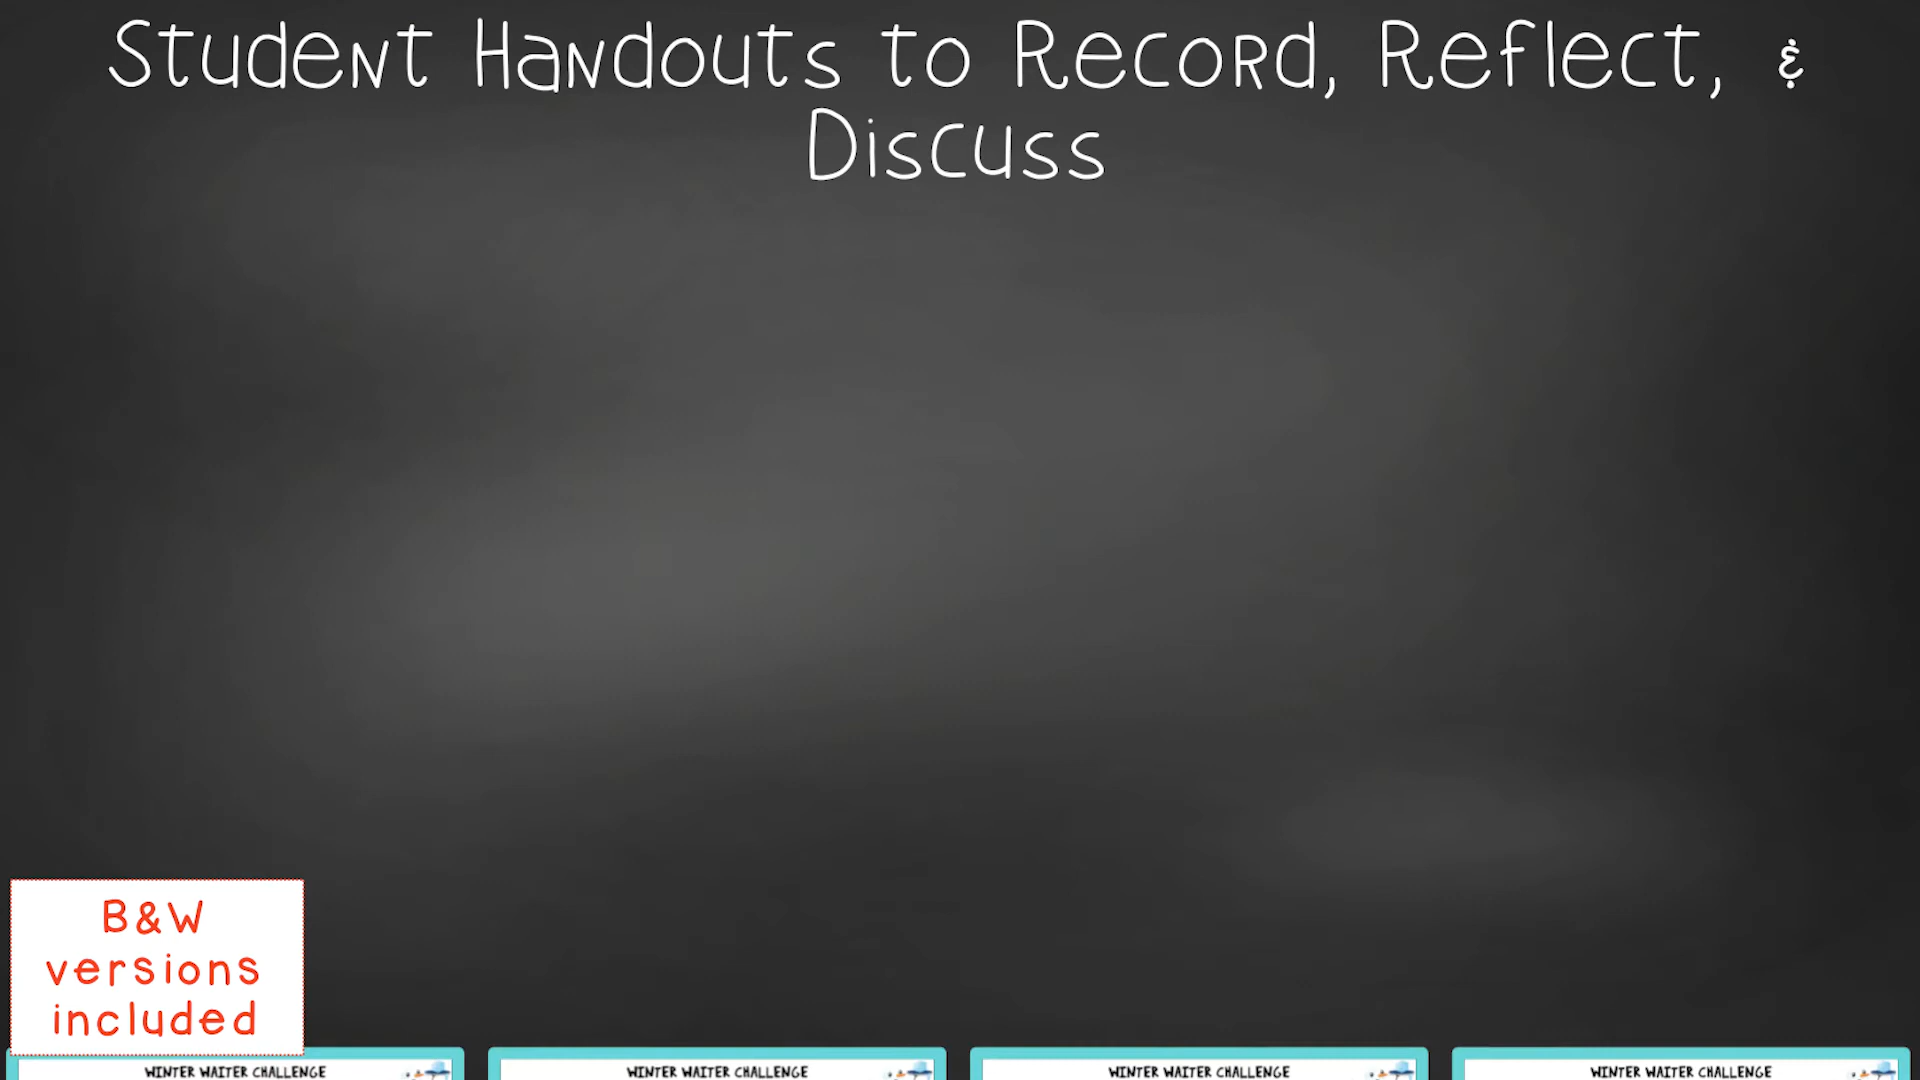 Student Handouts to Record, Reflect, &
Discuss
B&W
versions
included
WINTER WAITER CHALLENGE
WINTER WAITER CHALLENGE
WINTER WAITER CHALLENGE
WINTER WAITER CHALLENGE